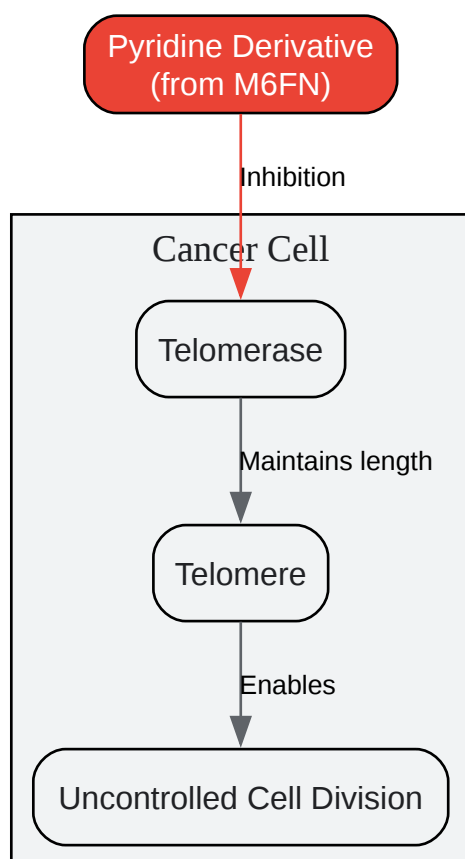 Pyridine Derivative
(from M6FN)
Inhibition
Cancer Cell
Telomerase
Maintains length
Telomere
Enables
Uncontrolled Cell Division